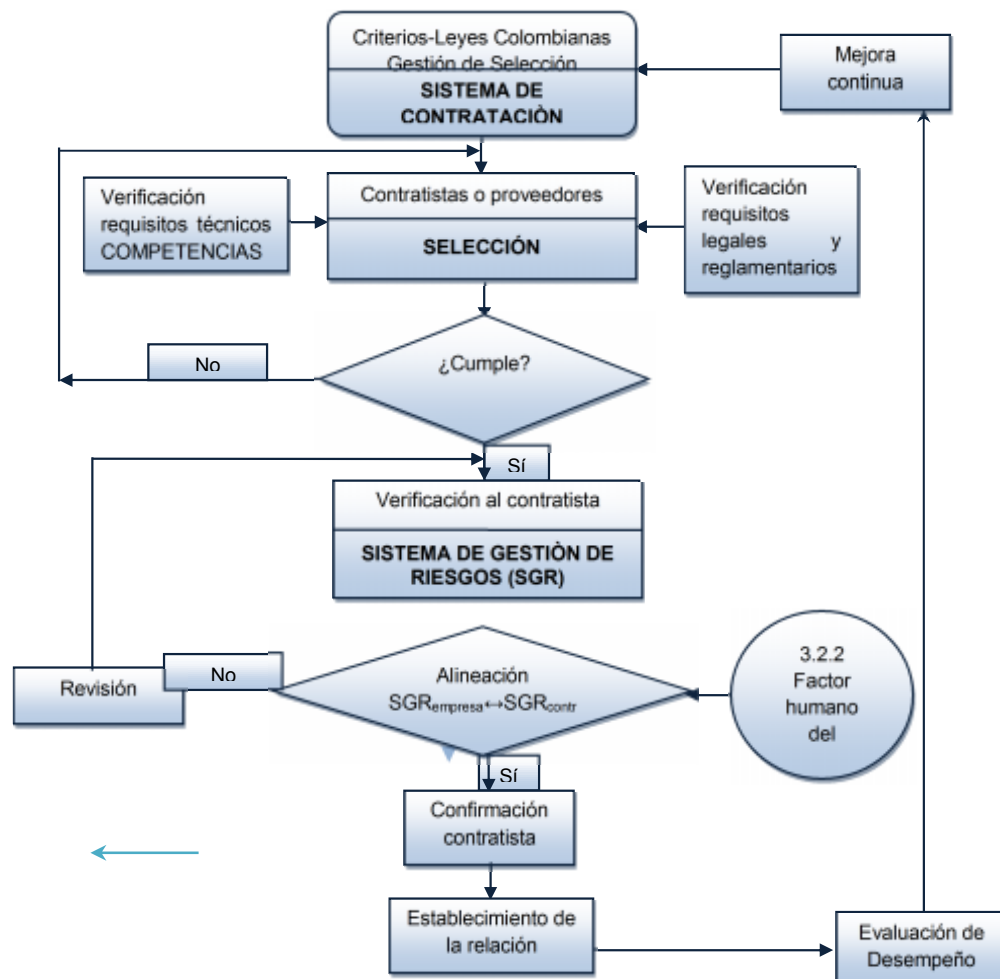 Criterios-Leyes Colombianas
Gestión de Selección
SISTEMA DE
CONTRATACIÒN
Mejora
continua
Verificación
requisitos técnicos
COMPETENCIAS
Contratistas o proveedores
SELECCIÓN
Verificación
requisitos
legales y
reglamentarios
¿Cumple?
No
Sí
Verificación al contratista
SISTEMA DE GESTIÒN DE
RIESGOS (SGR)
Revisión
No
Alineación
SGRempresa↔SGRcontr
3.2.2
Factor
humano
del
Sí
Confirmación
contratista
Establecimiento de
la relación
Evaluación de
Desempeño